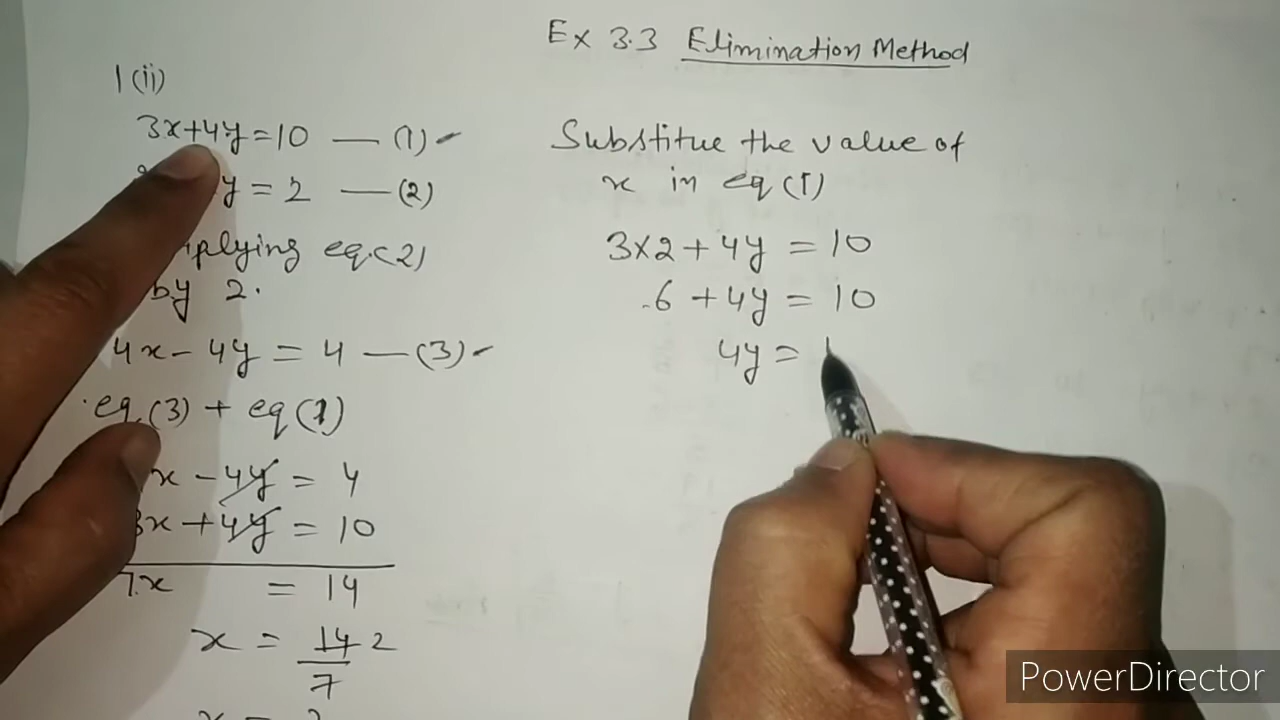 Ex 3.3 Elimination Method
1(ii)
3x+4y=10 — (1)
y = 2 — (2)
plying eq(2)
by 2.
4x - 4y = 4 — (3)
eq(3) + eq(1)
x - 4y = 4
3x + 4y = 10
7x = 14
x = 14 2
7
Substitue the value of
x in eq(1)
3x2 + 4y = 10
6 + 4y = 10
4y =
PowerDirector